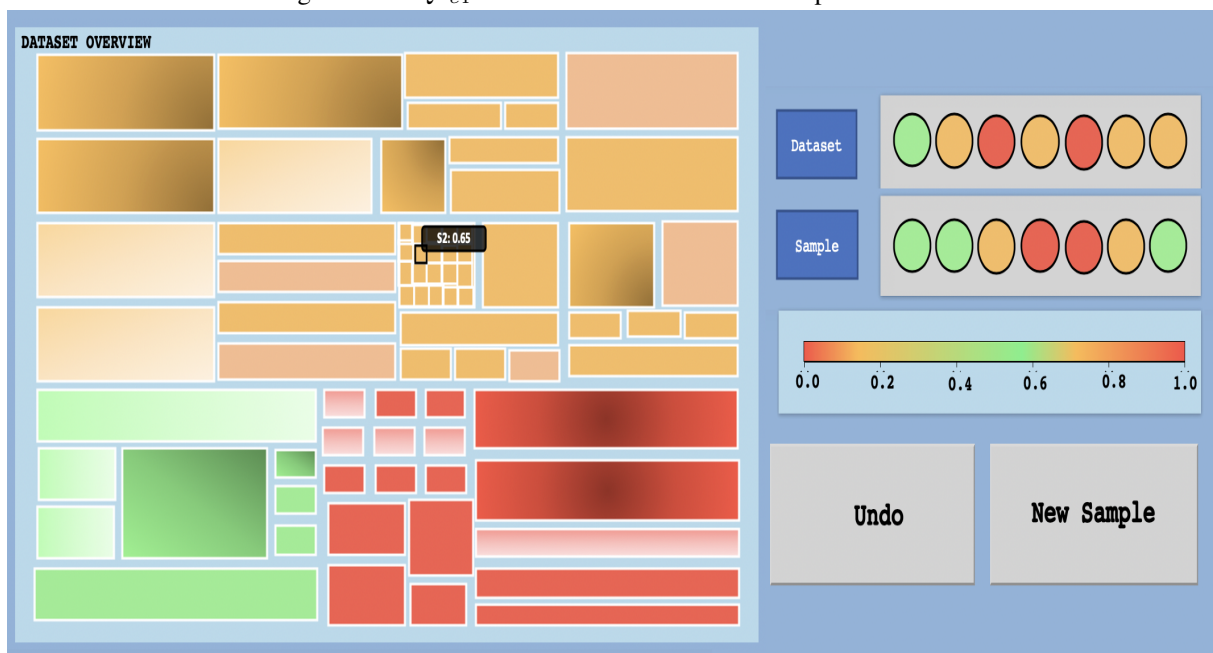 DATASET OVERVIEW
Dataset
S2: 0.65
Sample
0.0 0.2 0.4 0.6 0.8 1.0
Undo
New Sample